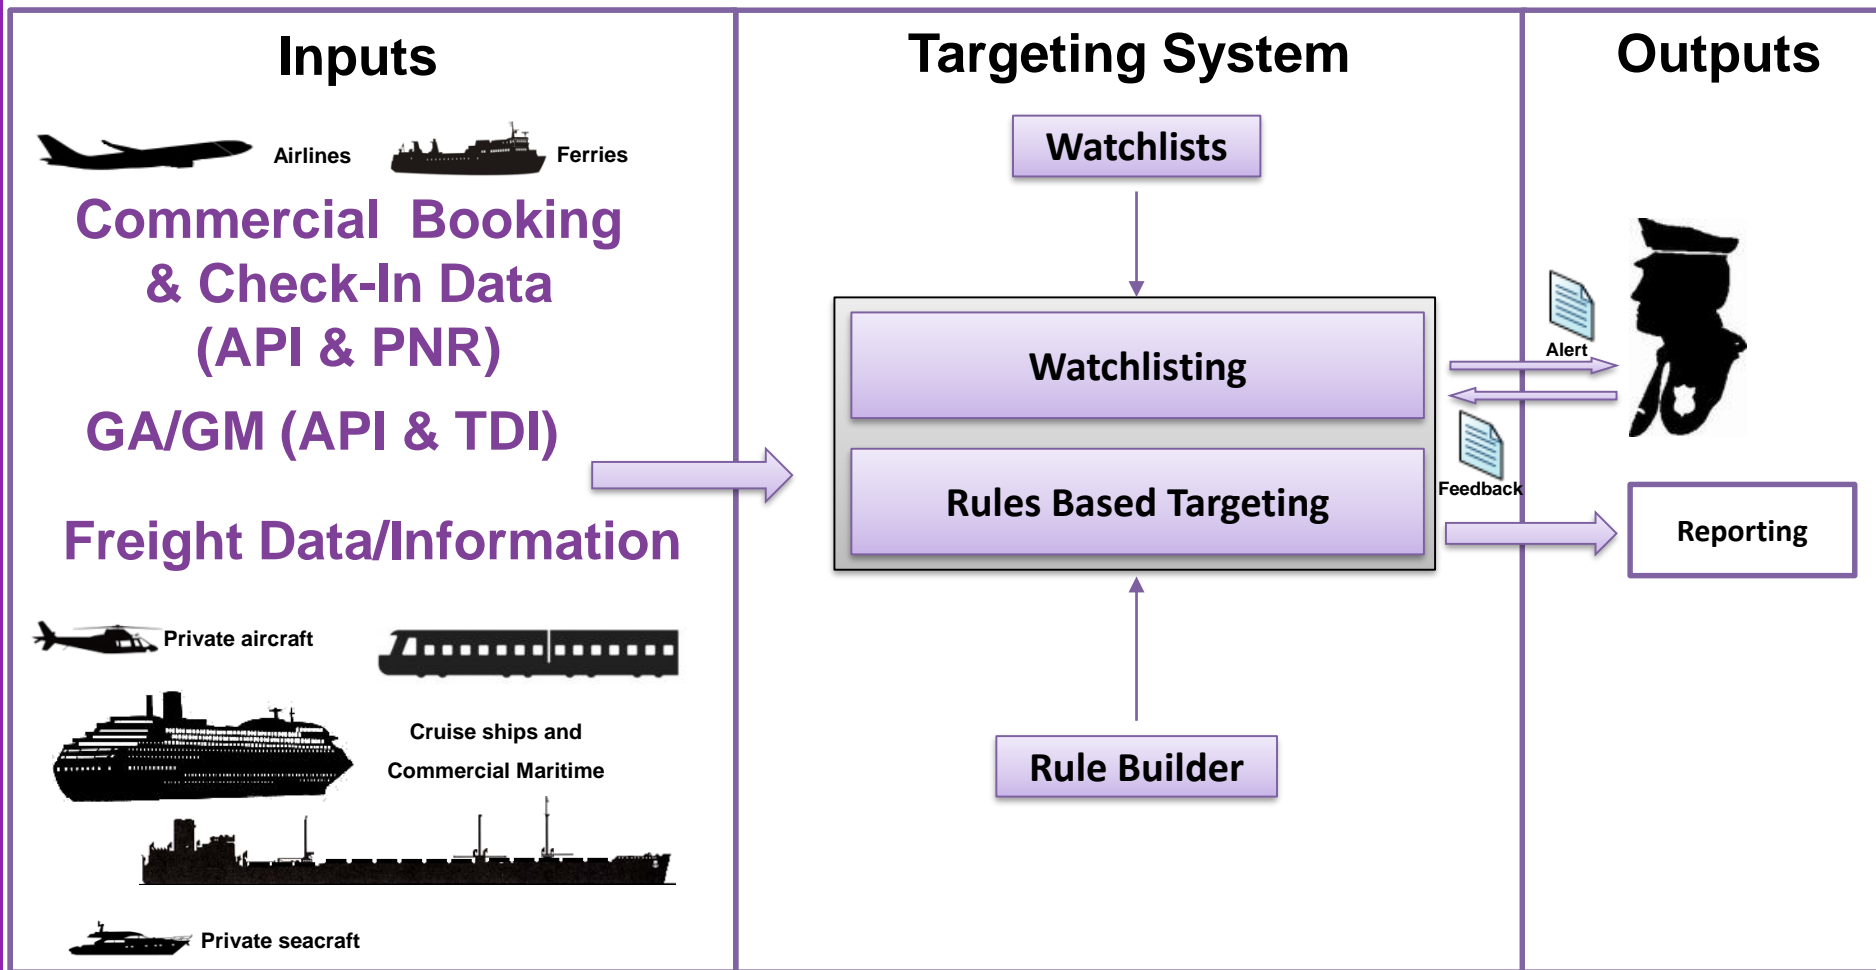 Inputs
Airlines
Ferries
Commercial Booking
& Check-In Data
(API & PNR)
GA/GM (API & TDI)
Freight Data/Information
Private aircraft
Cruise ships and
Commercial Maritime
Private seacraft
Targeting System
Watchlists
Watchlisting
Rules Based Targeting
Rule Builder
Outputs
Alert
Feedback
Reporting